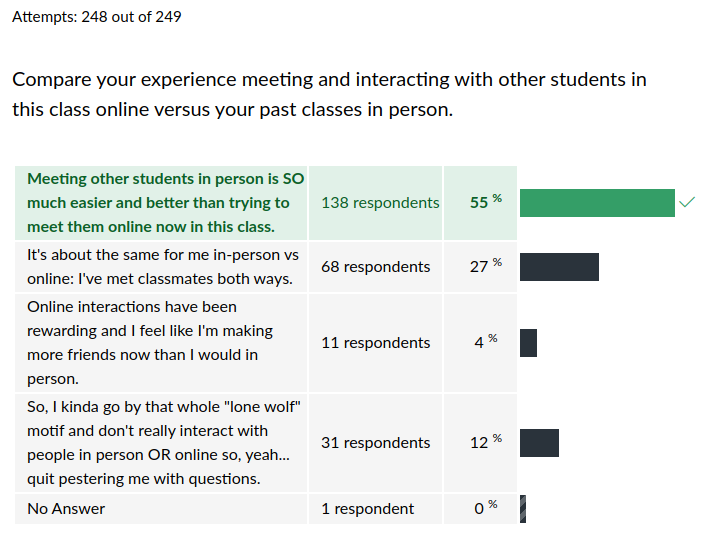 Attempts: 248 out of 249
Compare your experience meeting and interacting with other students in
this class online versus your past classes in person.
Meeting other students in person is SO
much easier and better than trying to
meet them online now in this class.
138 respondents
55 %
It's about the same for me in-person vs
online: I've met classmates both ways.
68 respondents
27 %
Online interactions have been
rewarding and I feel like I'm making
more friends now than I would in
person.
11 respondents
4 %
So, I kinda go by that whole "lone wolf"
motif and don't really interact with
people in person OR online so, yeah...
quit pestering me with questions.
31 respondents
12 %
No Answer
1 respondent
0 %